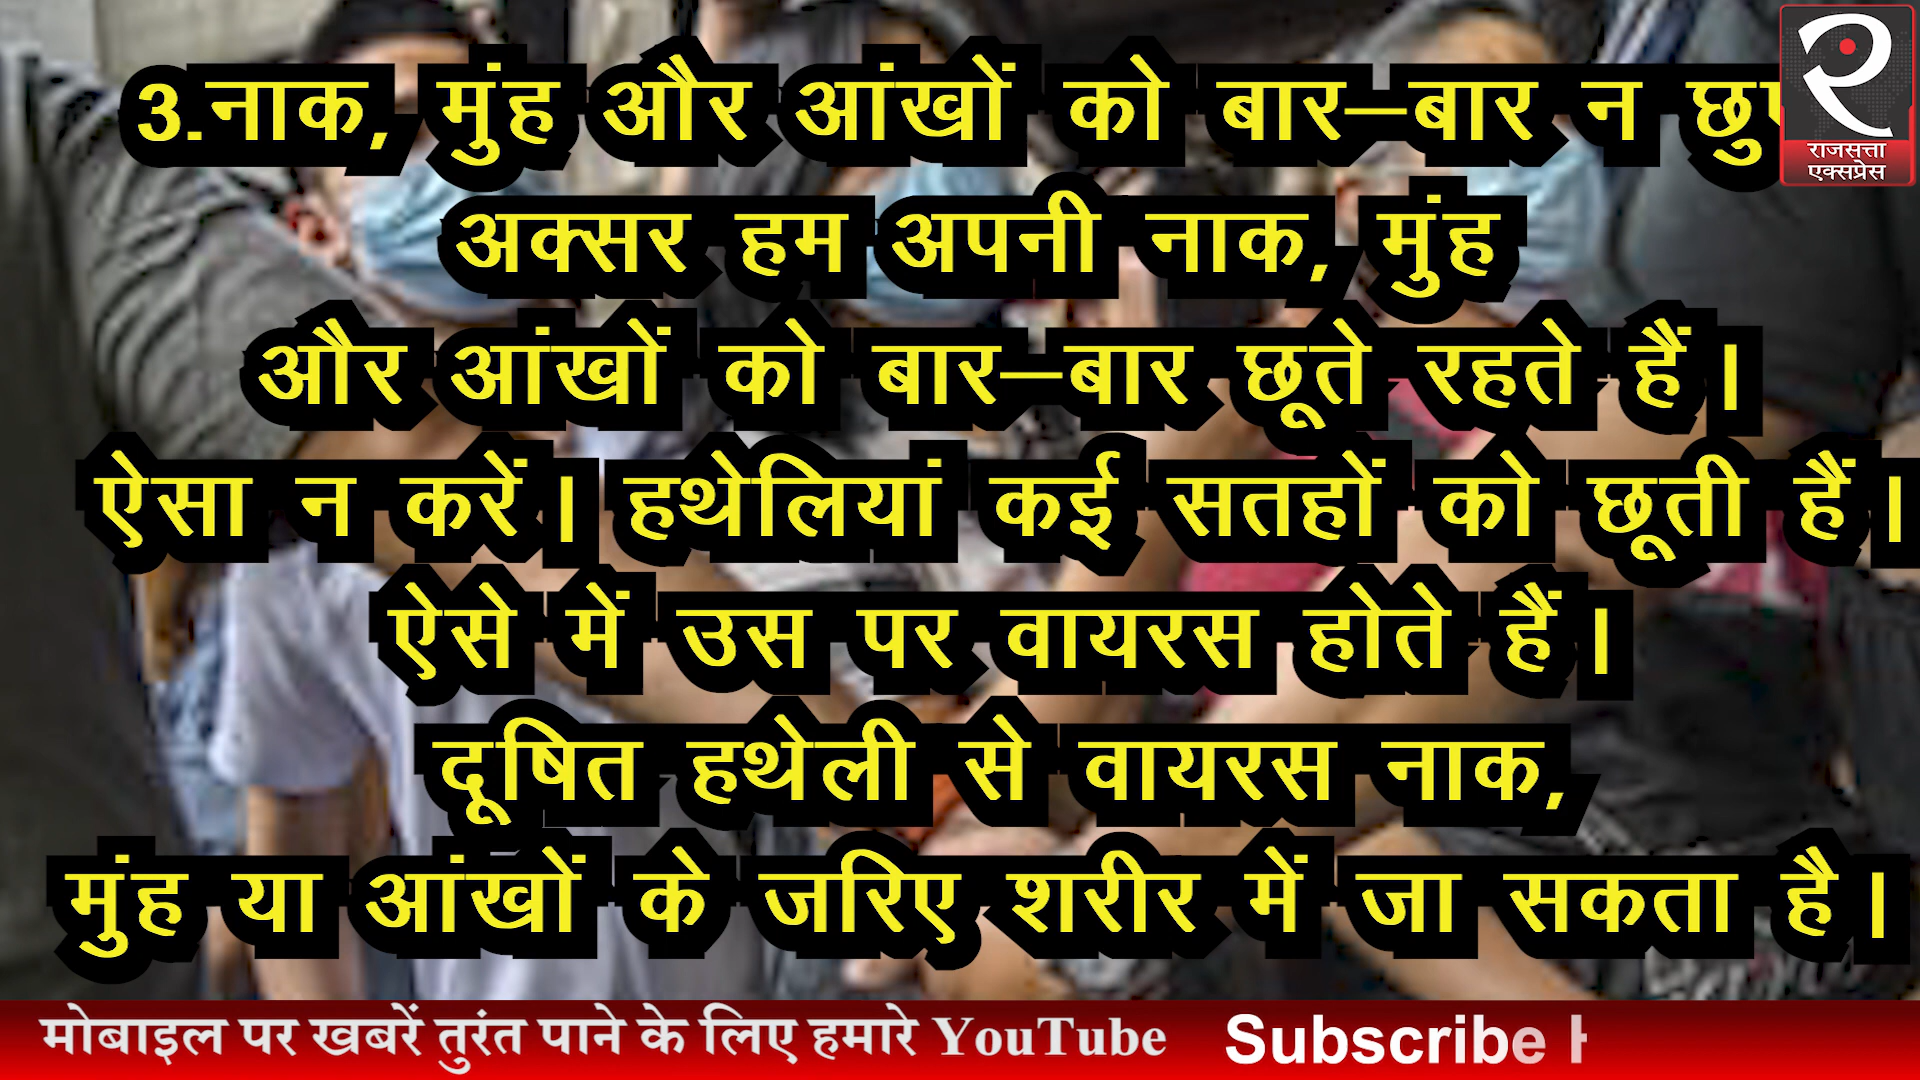 3.नाक, मुंह और आंखों को बार–बार न
अक्सर हम अपनी नाक, मुंह
और आंखों को बार–बार छूते रहते हैं।
ऐसा न करें। हथेलियां कई सतहों को छूती हैं।
ऐसे में उस पर वायरस होते हैं।
दूषित हथेली से वायरस नाक,
मुंह या आंखों के जरिए शरीर में जा सकता है।
र
राजसत्ता
एक्सप्रेस
मोबाइल पर खबरें तुरंत पाने के लिए हमारे YouTube Subscribe